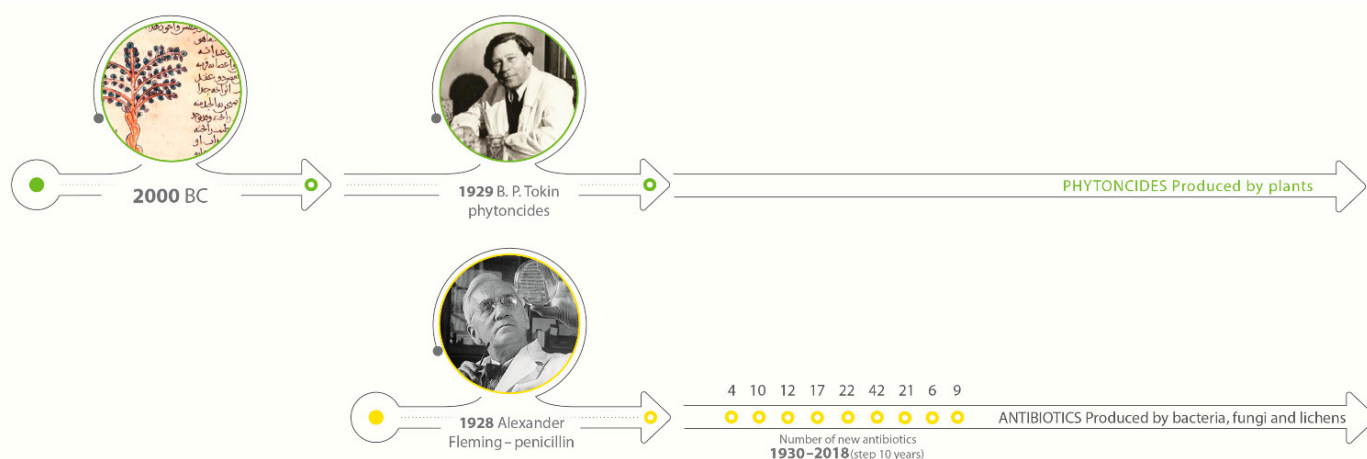 2000 BC
1929 B. P. Tokin
phytoncides
PHYTONCIDES Produced by plants
1928 Alexander
Fleming – penicillin
4 10 12 17 22 42 21 6 9
ANTIBIOTICS Produced by bacteria, fungi and lichens
Number of new antibiotics
1930–2018 (step 10 years)